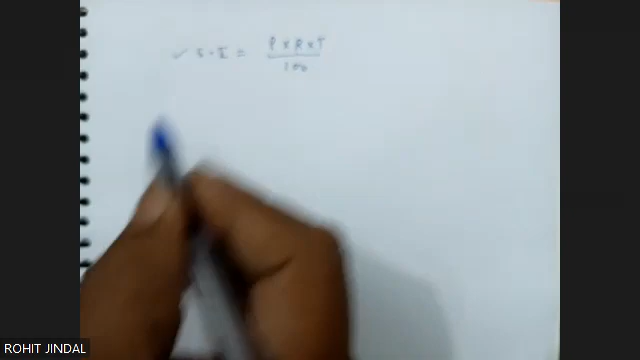 ✓ S.I = P x R x T / 100
ROHIT JINDAL